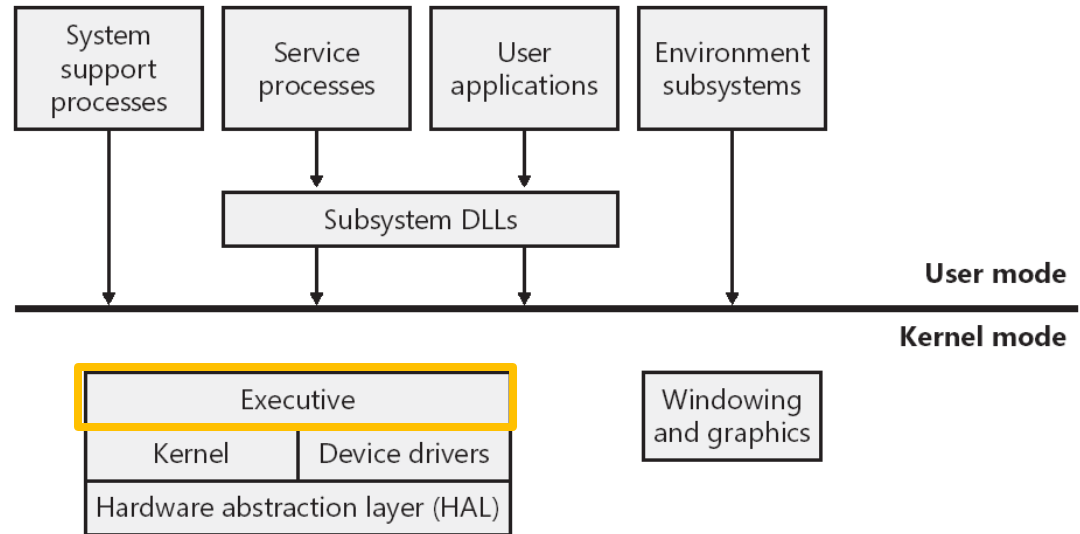 System
support
processes
Service
processes
User
applications
Environment
subsystems
Subsystem DLLs
User mode
Kernel mode
Executive
Kernel
Device drivers
Hardware abstraction layer (HAL)
Windowing
and graphics